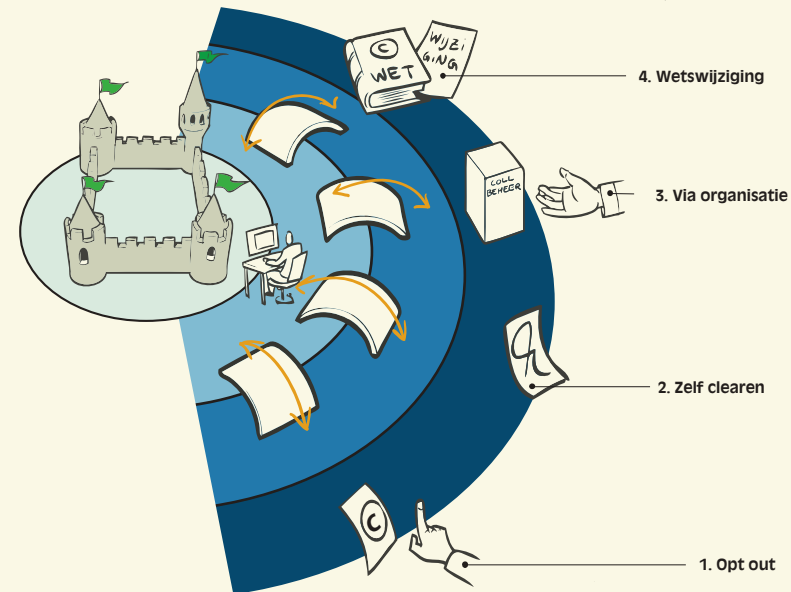 ©
WET
WIJZI
GING
4. Wetswijziging
COLL
BEHEER
3. Via organisatie
2. Zelf clearen
©
1. Opt out